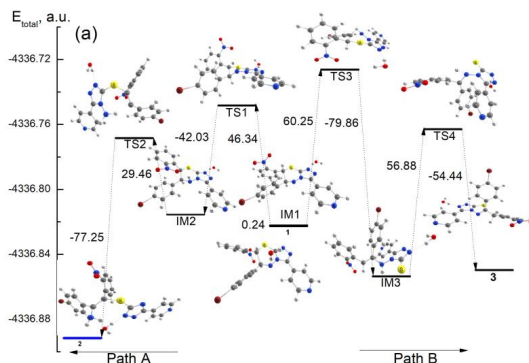 E_total, a.u.
(a)
-4336.72
-4336.76
-4336.80
-4336.84
-4336.88
TS3
TS1
TS2
TS4
-42.03
46.34
60.25
-79.86
29.46
56.88
-54.44
IM2
0.24
IM1
1
-77.25
IM3
3
2
Path A
Path B